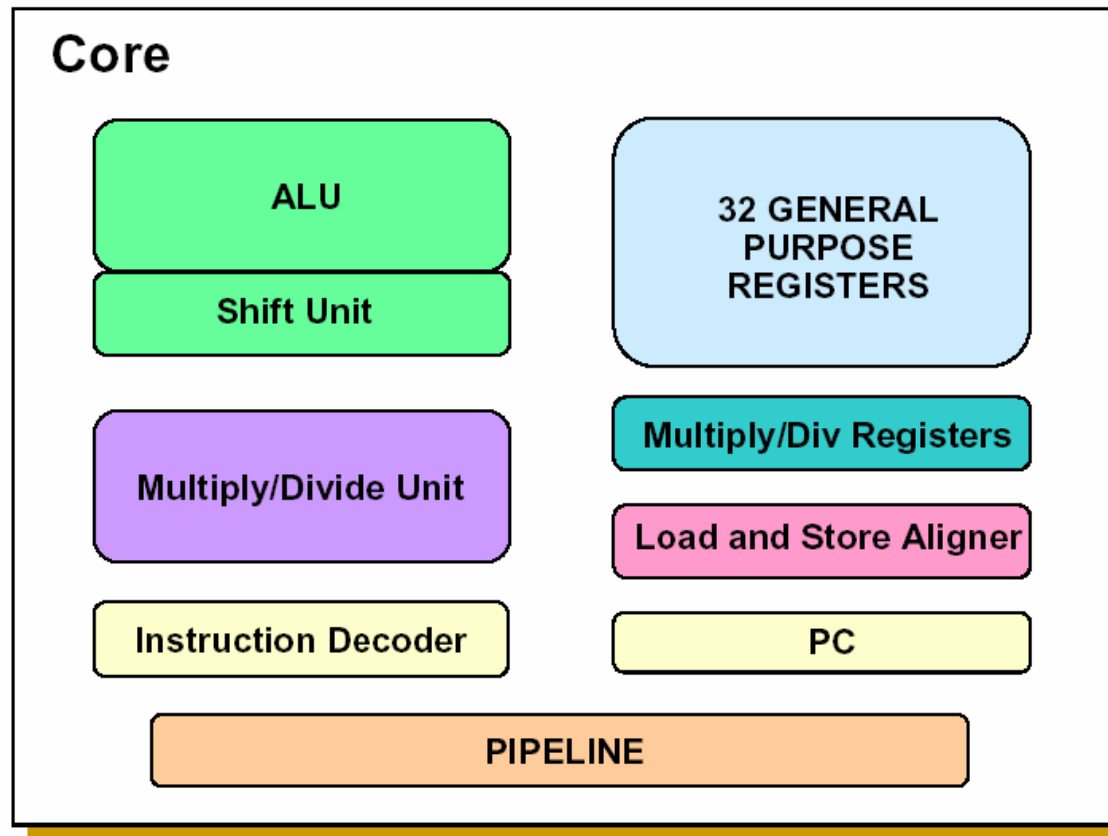 Core
ALU
Shift Unit
Multiply/Divide Unit
Instruction Decoder
32 GENERAL
PURPOSE
REGISTERS
Multiply/Div Registers
Load and Store Aligner
PC
PIPELINE